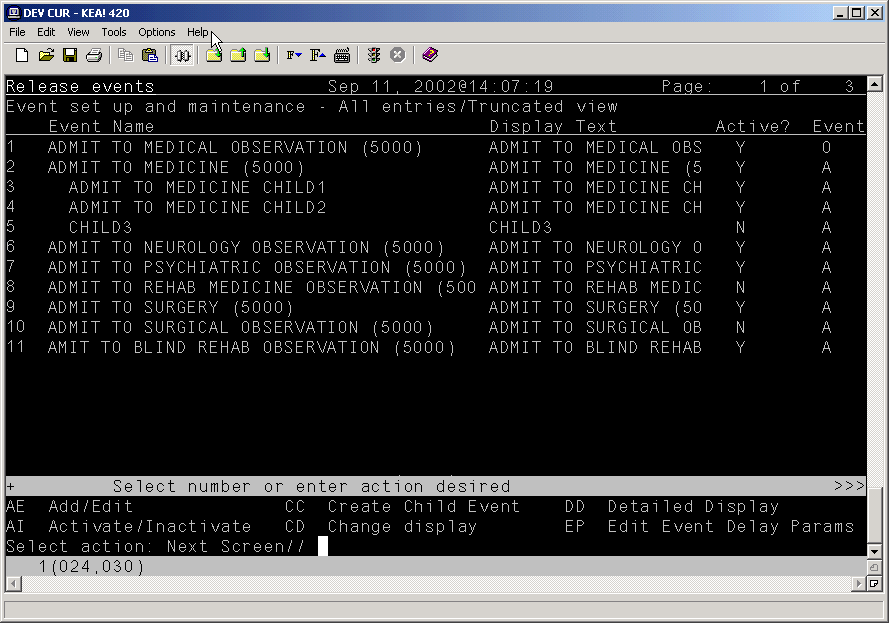 DEV CUR - KEA! 420
File Edit View Tools Options Help
Release events Sep 11, 2002@14:07:19 Page: 1 of 3
Event set up and maintenance - All entries/Truncated view
Event Name Display Text Active? Event
1 ADMIT TO MEDICAL OBSERVATION (5000) ADMIT TO MEDICAL OBS Y O
2 ADMIT TO MEDICINE (5000) ADMIT TO MEDICINE (5 Y A
3 ADMIT TO MEDICINE CHILD1 ADMIT TO MEDICINE CH Y A
4 ADMIT TO MEDICINE CHILD2 ADMIT TO MEDICINE CH Y A
5 CHILD3 CHILD3 N A
6 ADMIT TO NEUROLOGY OBSERVATION (5000) ADMIT TO NEUROLOGY O Y A
7 ADMIT TO PSYCHIATRIC OBSERVATION (5000) ADMIT TO PSYCHIATRIC Y A
8 ADMIT TO REHAB MEDICINE OBSERVATION (500 ADMIT TO REHAB MEDIC N A
9 ADMIT TO SURGERY (5000) ADMIT TO SURGERY (50 Y A
10 ADMIT TO SURGICAL OBSERVATION (5000) ADMIT TO SURGICAL OB N A
11 AMIT TO BLIND REHAB OBSERVATION (5000) ADMIT TO BLIND REHAB Y A
+ Select number or enter action desired >>>
AE Add/Edit CC Create Child Event DD Detailed Display
AI Activate/Inactivate CD Change display EP Edit Event Delay Params
Select action: Next Screen//
1(024,030)